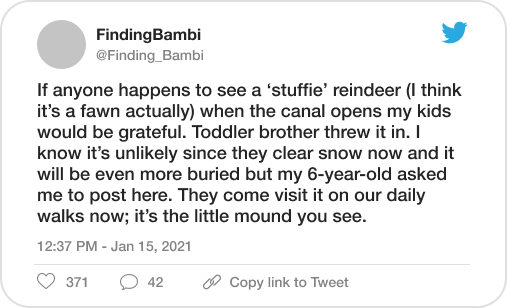 FindingBambi
@Finding_Bambi
If anyone happens to see a ‘stuffie’ reindeer (I think
it’s a fawn actually) when the canal opens my kids
would be grateful. Toddler brother threw it in. I
know it’s unlikely since they clear snow now and it
will be even more buried but my 6-year-old asked
me to post here. They come visit it on our daily
walks now; it’s the little mound you see.
12:37 PM - Jan 15, 2021
371 42 Copy link to Tweet